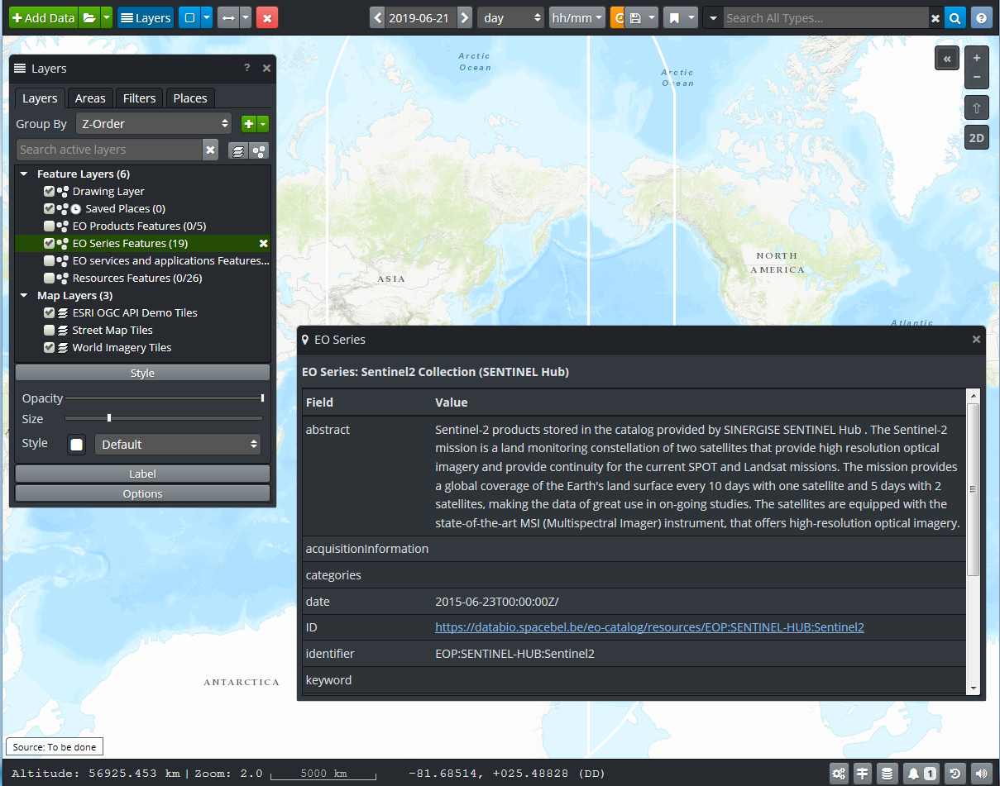 Add Data
Layers
2019-06-21
day
hh/mm
Search All Types...
Layers
Layers Areas Filters Places
Group By Z-Order
Search active layers
Feature Layers (6)
Drawing Layer
Saved Places (0)
EO Products Features (0/5)
EO Series Features (19)
EO services and applications Features...
Resources Features (0/26)
Map Layers (3)
ESRI OGC API Demo Tiles
Street Map Tiles
World Imagery Tiles
Style
Opacity
Size
Style Default
Label
Options
Arctic
Ocean
Arctic
Ocean
2D
ASIA
NORTH
AMERICA
Atlantic
EO Series
EO Series: Sentinel2 Collection (SENTINEL Hub)
Field Value
abstract Sentinel-2 products stored in the catalog provided by SINERGISE SENTINEL Hub . The Sentinel-2
mission is a land monitoring constellation of two satellites that provide high resolution optical
imagery and provide continuity for the current SPOT and Landsat missions. The mission provides
a global coverage of the Earth's land surface every 10 days with one satellite and 5 days with 2
satellites, making the data of great use in on-going studies. The satellites are equipped with the
state-of-the-art MSI (Multispectral Imager) instrument, that offers high-resolution optical imagery.
acquisitionInformation
categories
date 2015-06-23T00:00:00Z/
ID https://databio.spacebel.be/eo-catalog/resources/EOP:SENTINEL-HUB:Sentinel2
identifier EOP:SENTINEL-HUB:Sentinel2
keyword
ANTARCTICA
Source: To be done
Altitude: 56925.453 km | Zoom: 2.0 5000 km -81.68514, +025.48828 (DD)
1